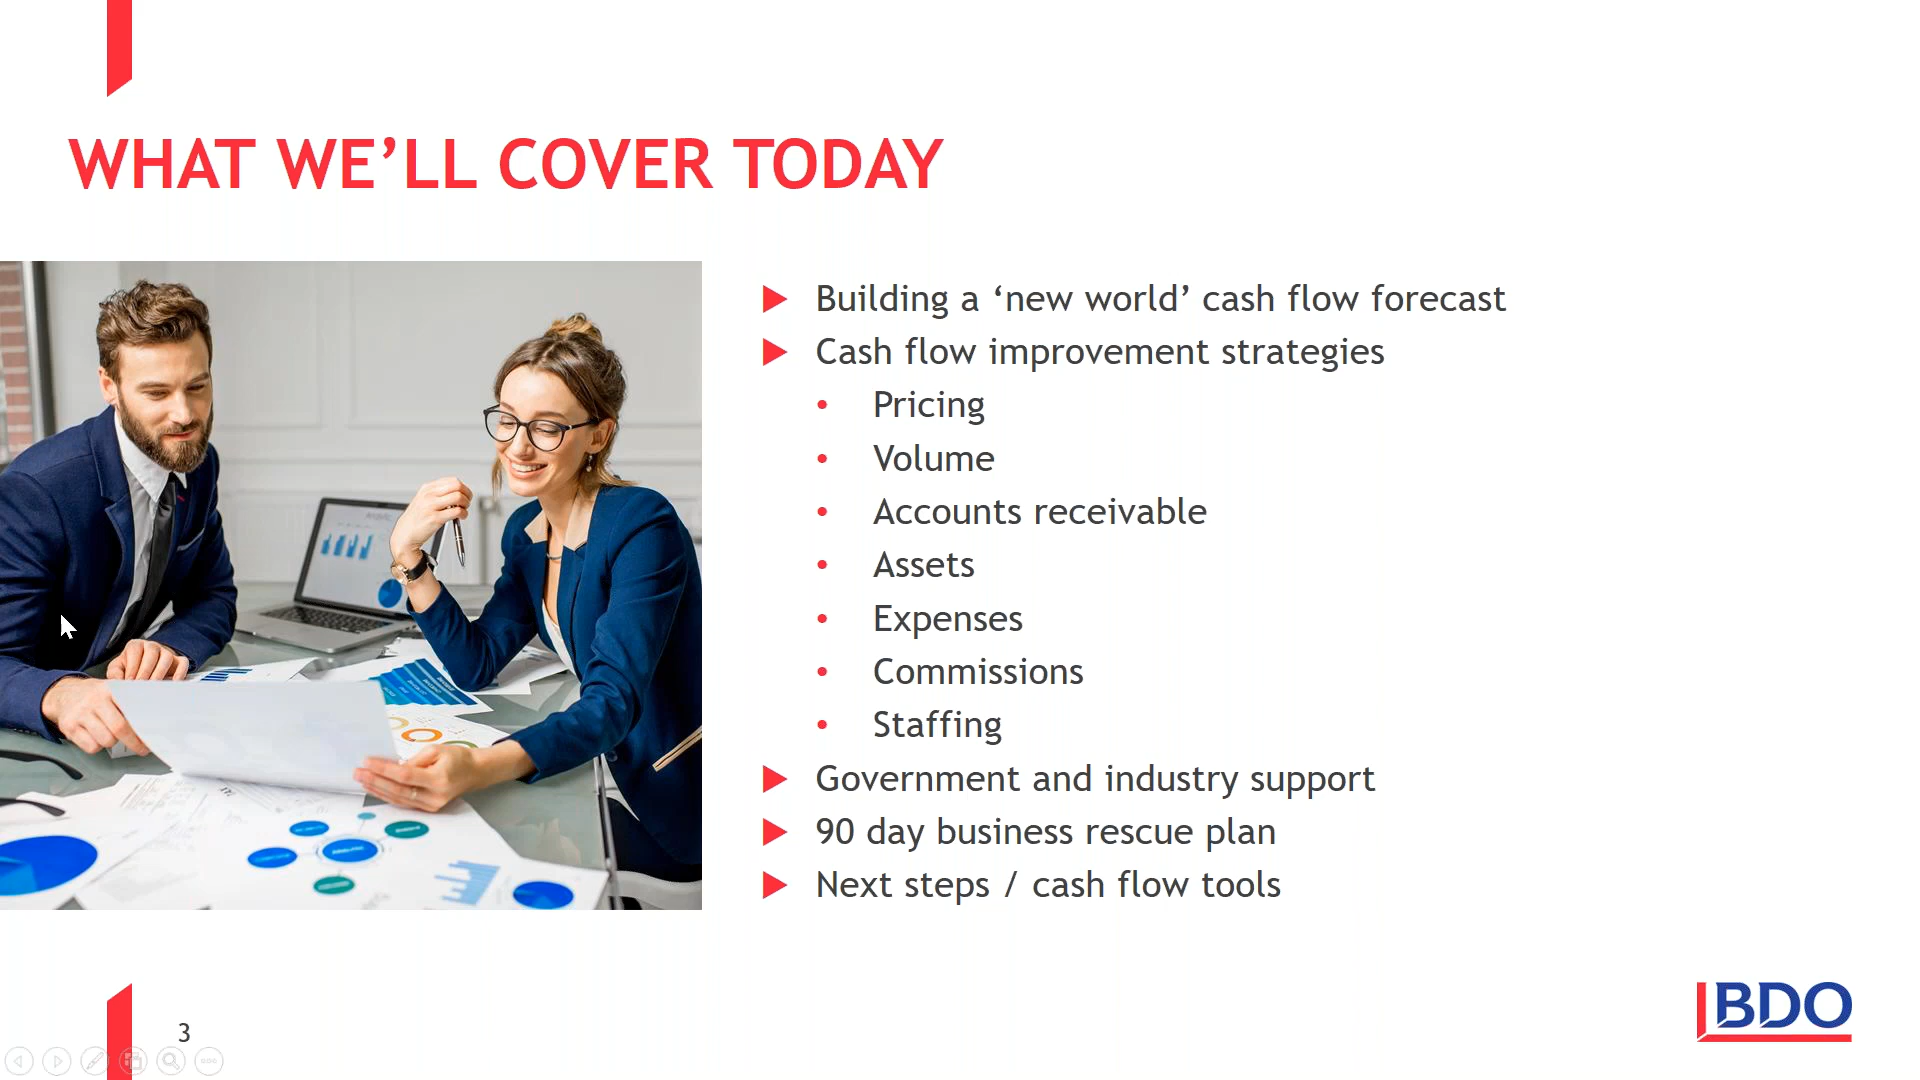 WHAT WE’LL COVER TODAY
Building a ‘new world’ cash flow forecast
Cash flow improvement strategies
Pricing
Volume
Accounts receivable
Assets
Expenses
Commissions
Staffing
Government and industry support
90 day business rescue plan
Next steps / cash flow tools
3
BDO